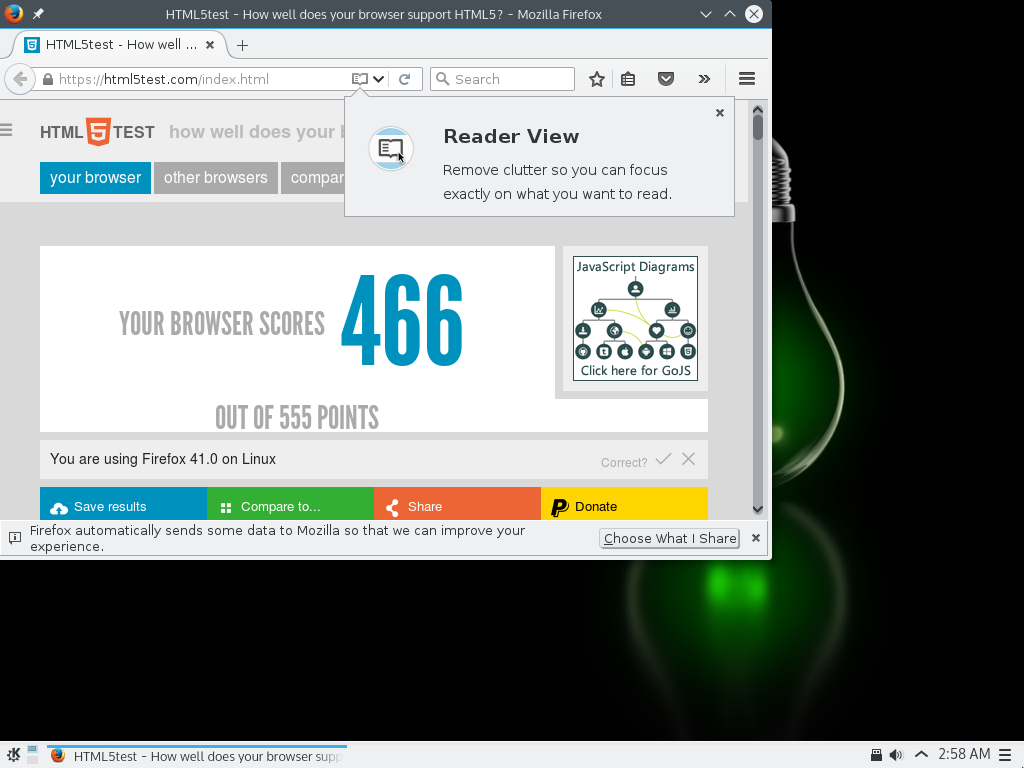 HTML5test - How well does your browser support HTML5? - Mozilla Firefox
HTML5test - How well ...
https://html5test.com/index.html
Search
Reader View
Remove clutter so you can focus
exactly on what you want to read.
HTML 5 TEST how well does your b
your browser other browsers compar
JavaScript Diagrams
Click here for GoJS
YOUR BROWSER SCORES 466
OUT OF 555 POINTS
You are using Firefox 41.0 on Linux
Correct?
Save results Compare to... Share Donate
Firefox automatically sends some data to Mozilla so that we can improve your
experience.
Choose What I Share
HTML5test - How well does your browser supp
2:58 AM